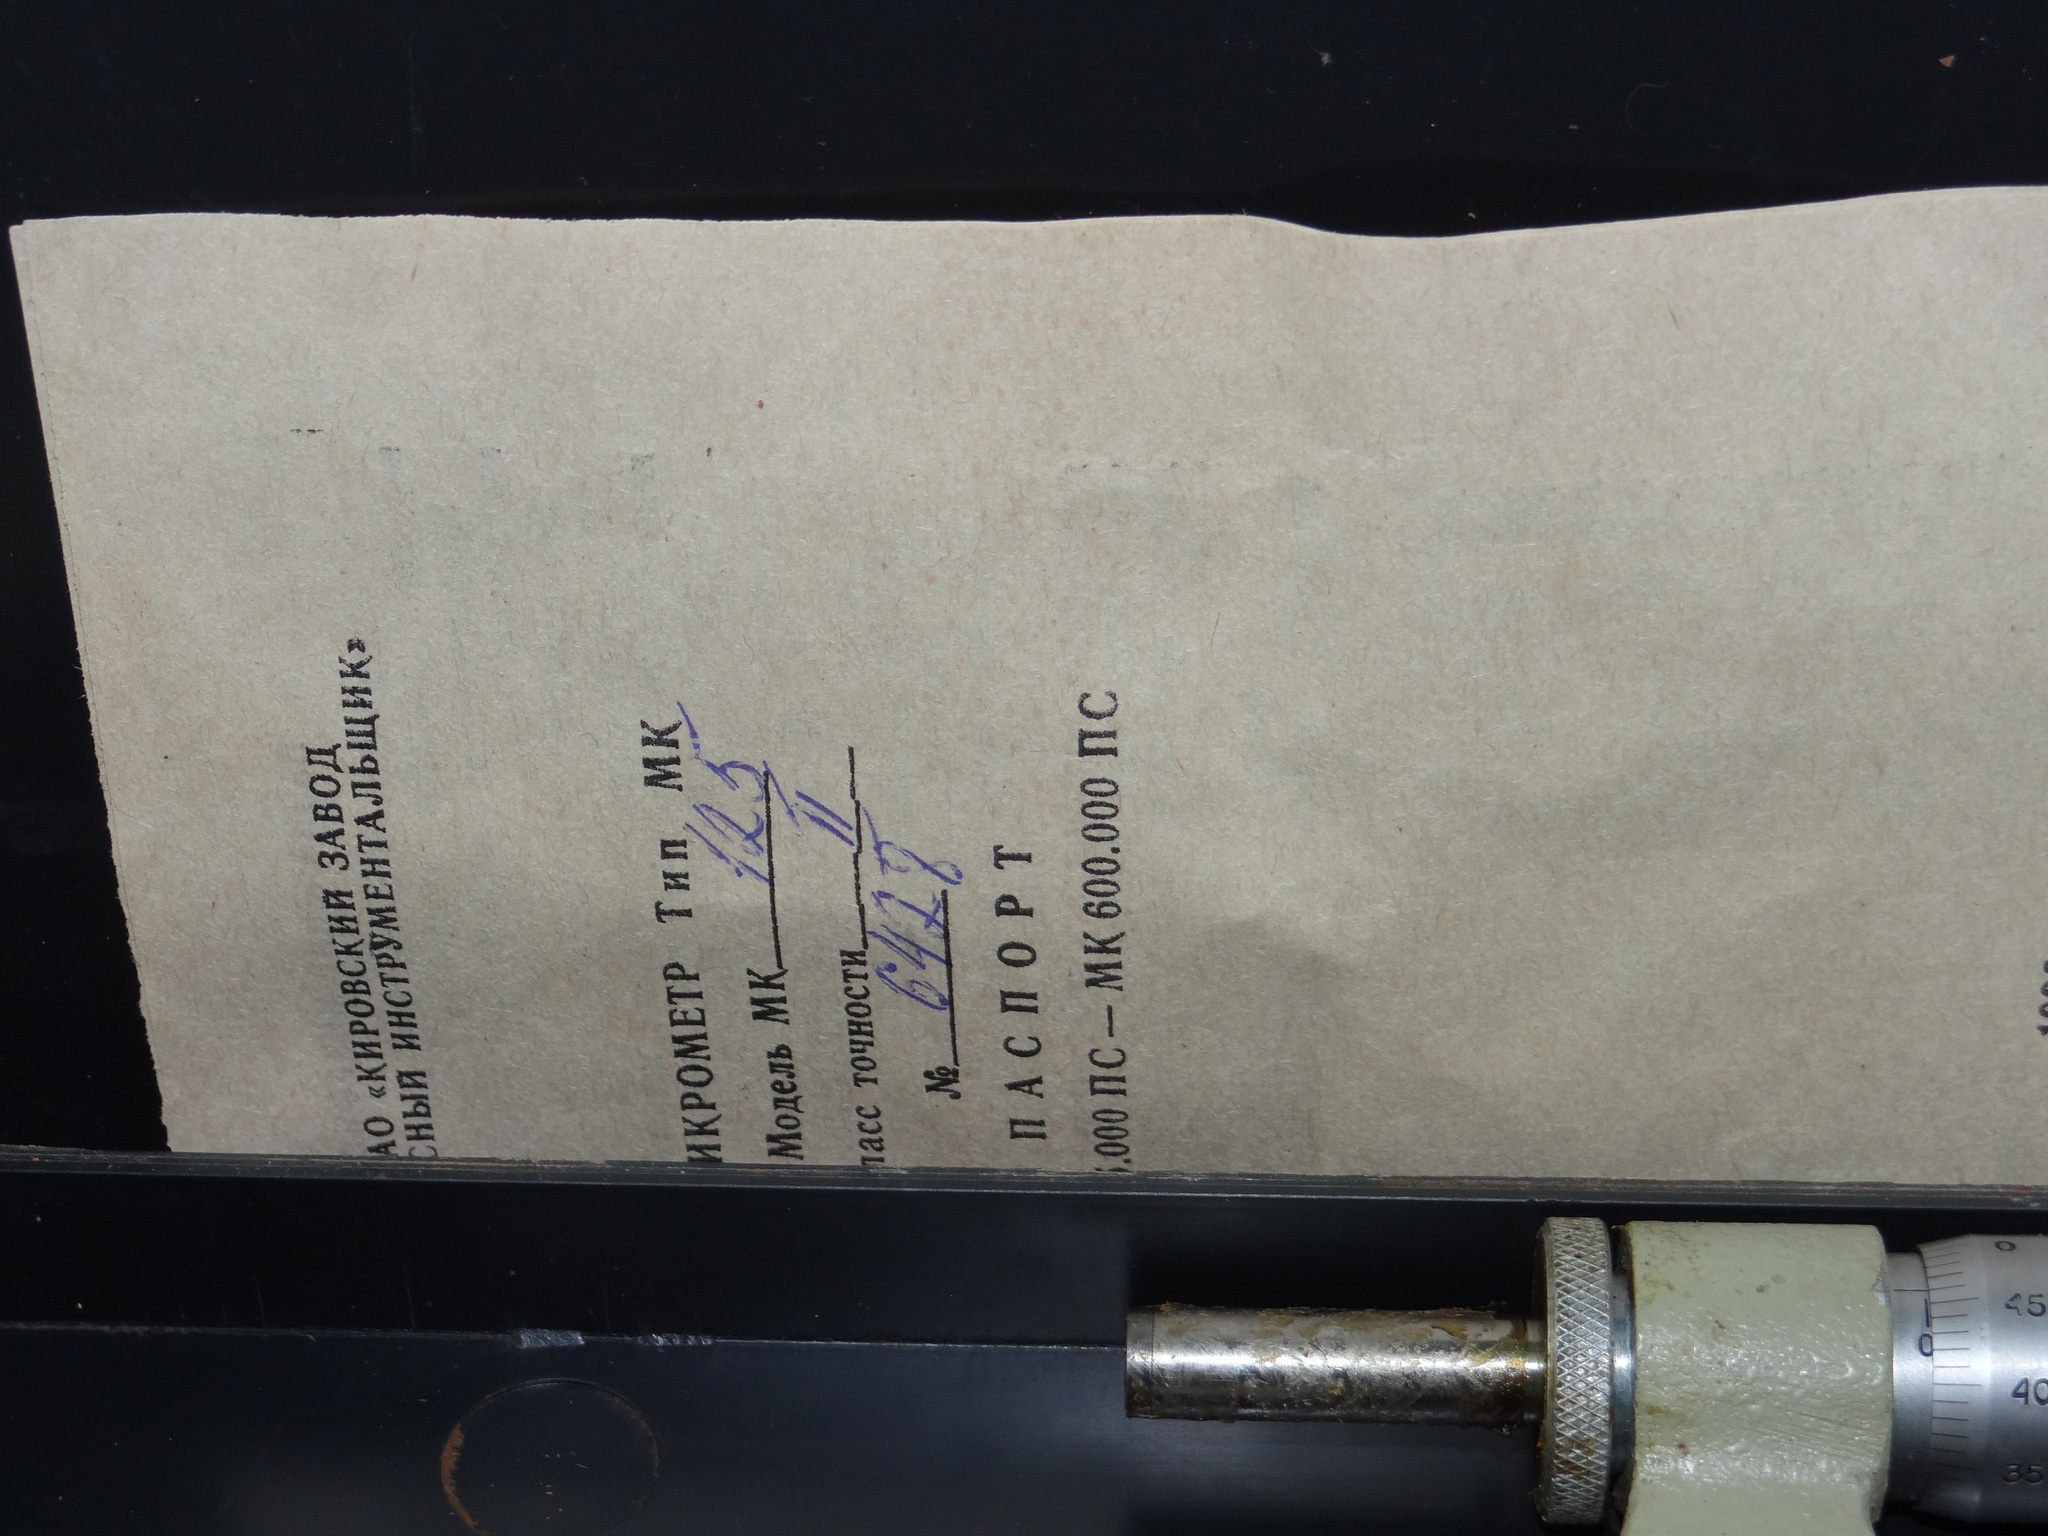 АО «КИРОВСКИЙ ЗАВОД
СНЫЙ ИНСТРУМЕНТАЛЬЩИК»
ИКРОМЕТР Тип МК
Модель МК 125
ласс точности II
№ 6428
ПАСПОРТ
.000 ПС — МК 600.000 ПС
0
0
45
40
35